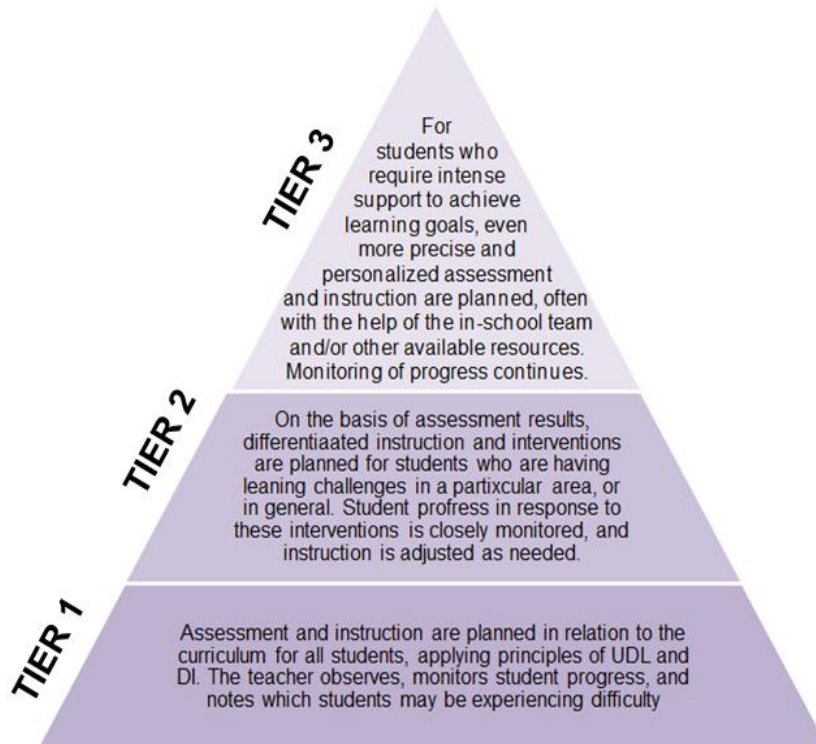 TIER 3
For
students who
require intense
support to achieve
learning goals, even
more precise and
personalized assessment
and instruction are planned, often
with the help of the in-school team
and/or other available resources.
Monitoring of progress continues.
TIER 2
On the basis of assessment results,
differentiaated instruction and interventions
are planned for students who are having
leaning challenges in a partixcular area, or
in general. Student profress in response to
these interventions is closely monitored, and
instruction is adjusted as needed.
TIER 1
Assessment and instruction are planned in relation to the
curriculum for all students, applying principles of UDL and
DI. The teacher observes, monitors student progress, and
notes which students may be experiencing difficulty